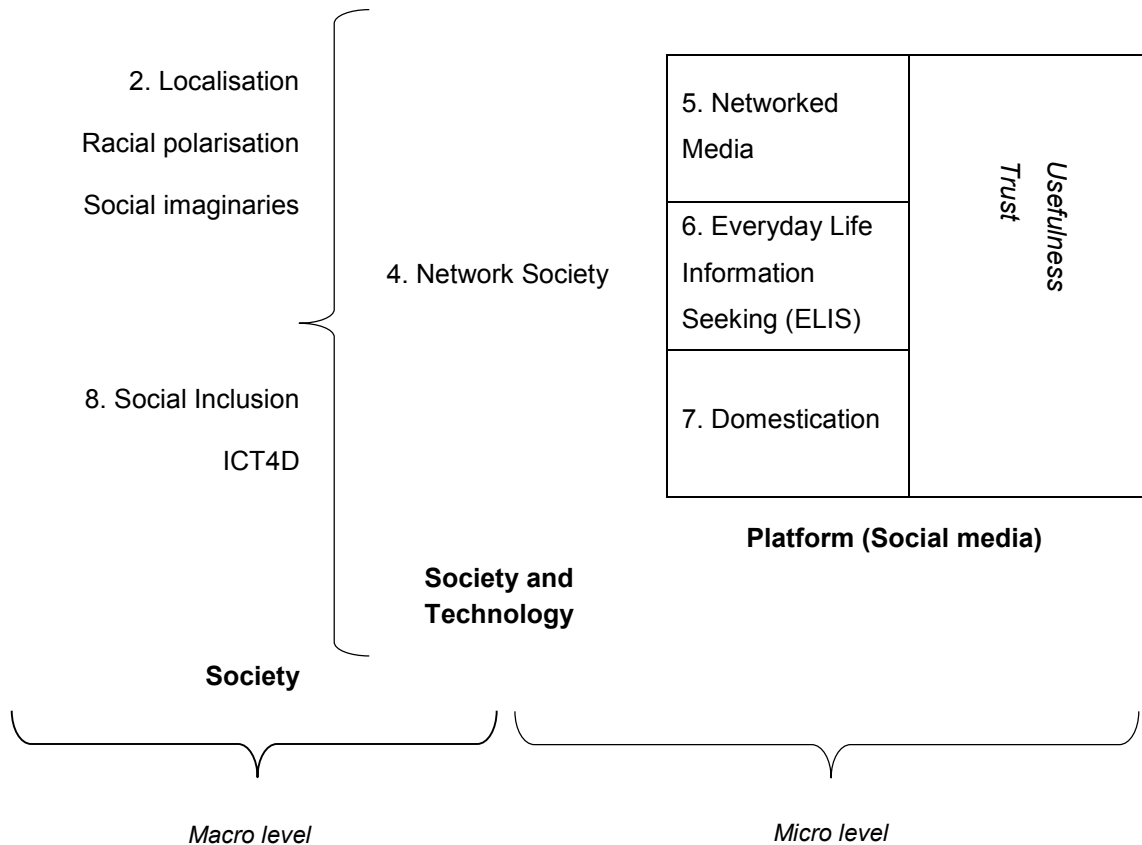 2. Localisation
Racial polarisation
Social imaginaries
8. Social Inclusion
ICT4D
Society
4. Network Society
Society and
Technology
5. Networked
Media
6. Everyday Life
Information
Seeking (ELIS)
7. Domestication
Usefulness
Trust
Platform (Social media)
Macro level
Micro level